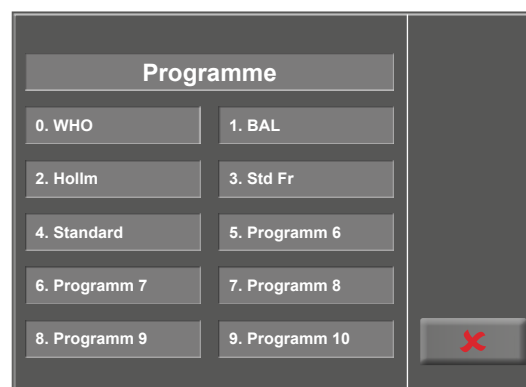 Programme
0. WHO
1. BAL
2. Hollm
3. Std Fr
4. Standard
5. Programm 6
6. Programm 7
7. Programm 8
8. Programm 9
9. Programm 10